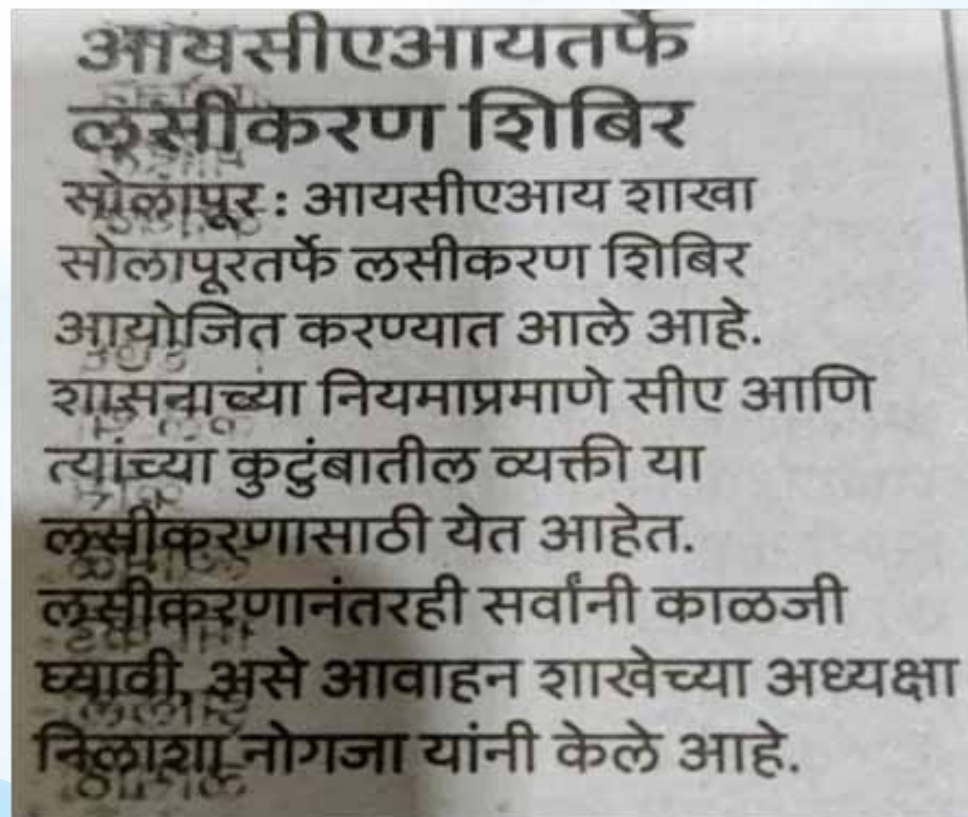 आयसीएआयतर्फे
लसीकरण शिबिर
सोलापूर : आयसीएआय शाखा
सोलापूरतर्फे लसीकरण शिबिर
आयोजित करण्यात आले आहे.
शासनाच्या नियमाप्रमाणे सीए आणि
त्यांच्या कुटुंबातील व्यक्ती या
लसीकरणासाठी येत आहेत.
लसीकरणानंतरही सर्वांनी काळजी
घ्यावी, असे आवाहन शाखेच्या अध्यक्षा
निलाशा नोगजा यांनी केले आहे.